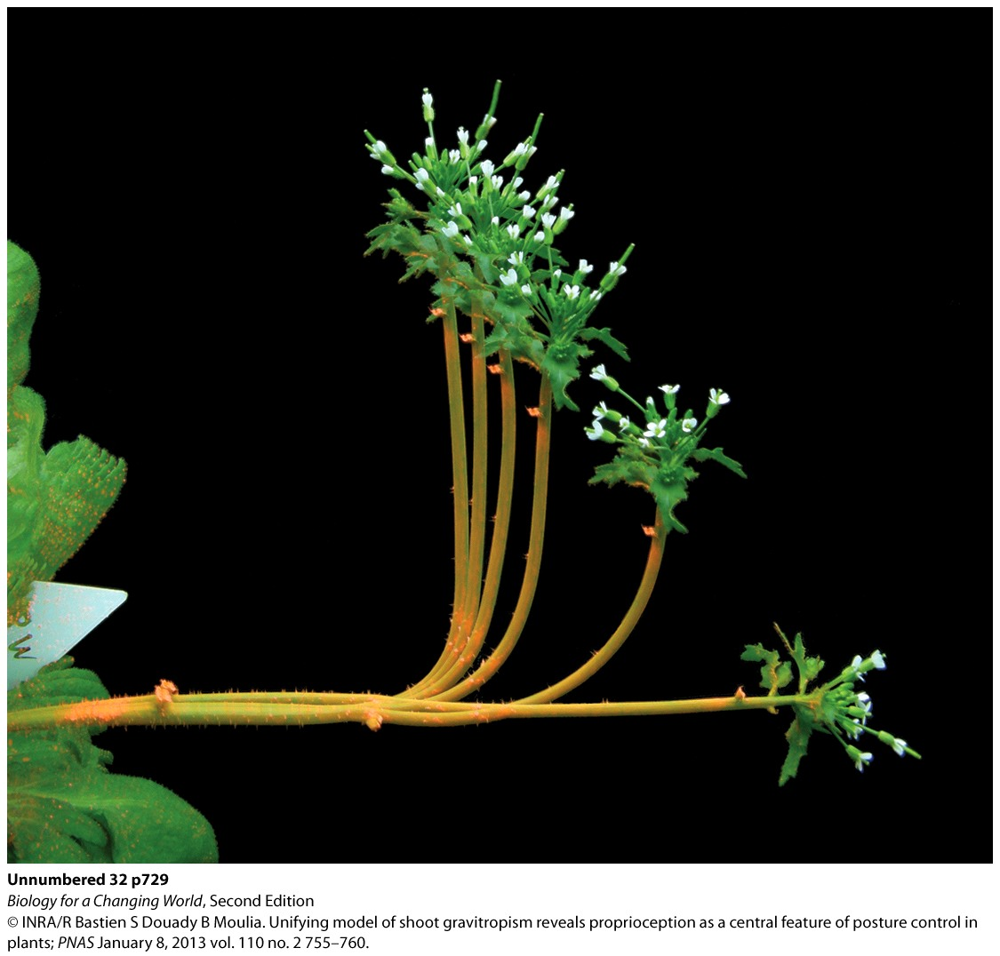 Unnumbered 32 p729
Biology for a Changing World, Second Edition
© INRA/R Bastien S Douady B Moulia. Unifying model of shoot gravitropism reveals proprioception as a central feature of posture control in
plants; PNAS January 8, 2013 vol. 110 no. 2 755–760.